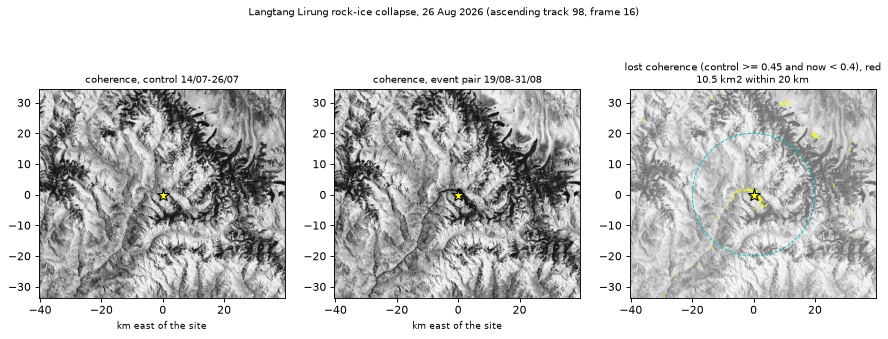 Langtang Lirung rock-ice collapse, 26 Aug 2026 (ascending track 98, frame 16)
coherence, control 14/07-26/07
coherence, event pair 19/08-31/08
lost coherence (control >= 0.45 and now < 0.4), red
10.5 km2 within 20 km
30
20
10
0
−10
−20
−30
−40 −20 0 20
km east of the site
30
20
10
0
−10
−20
−30
−40 −20 0 20
km east of the site
30
20
10
0
−10
−20
−30
−40 −20 0 20